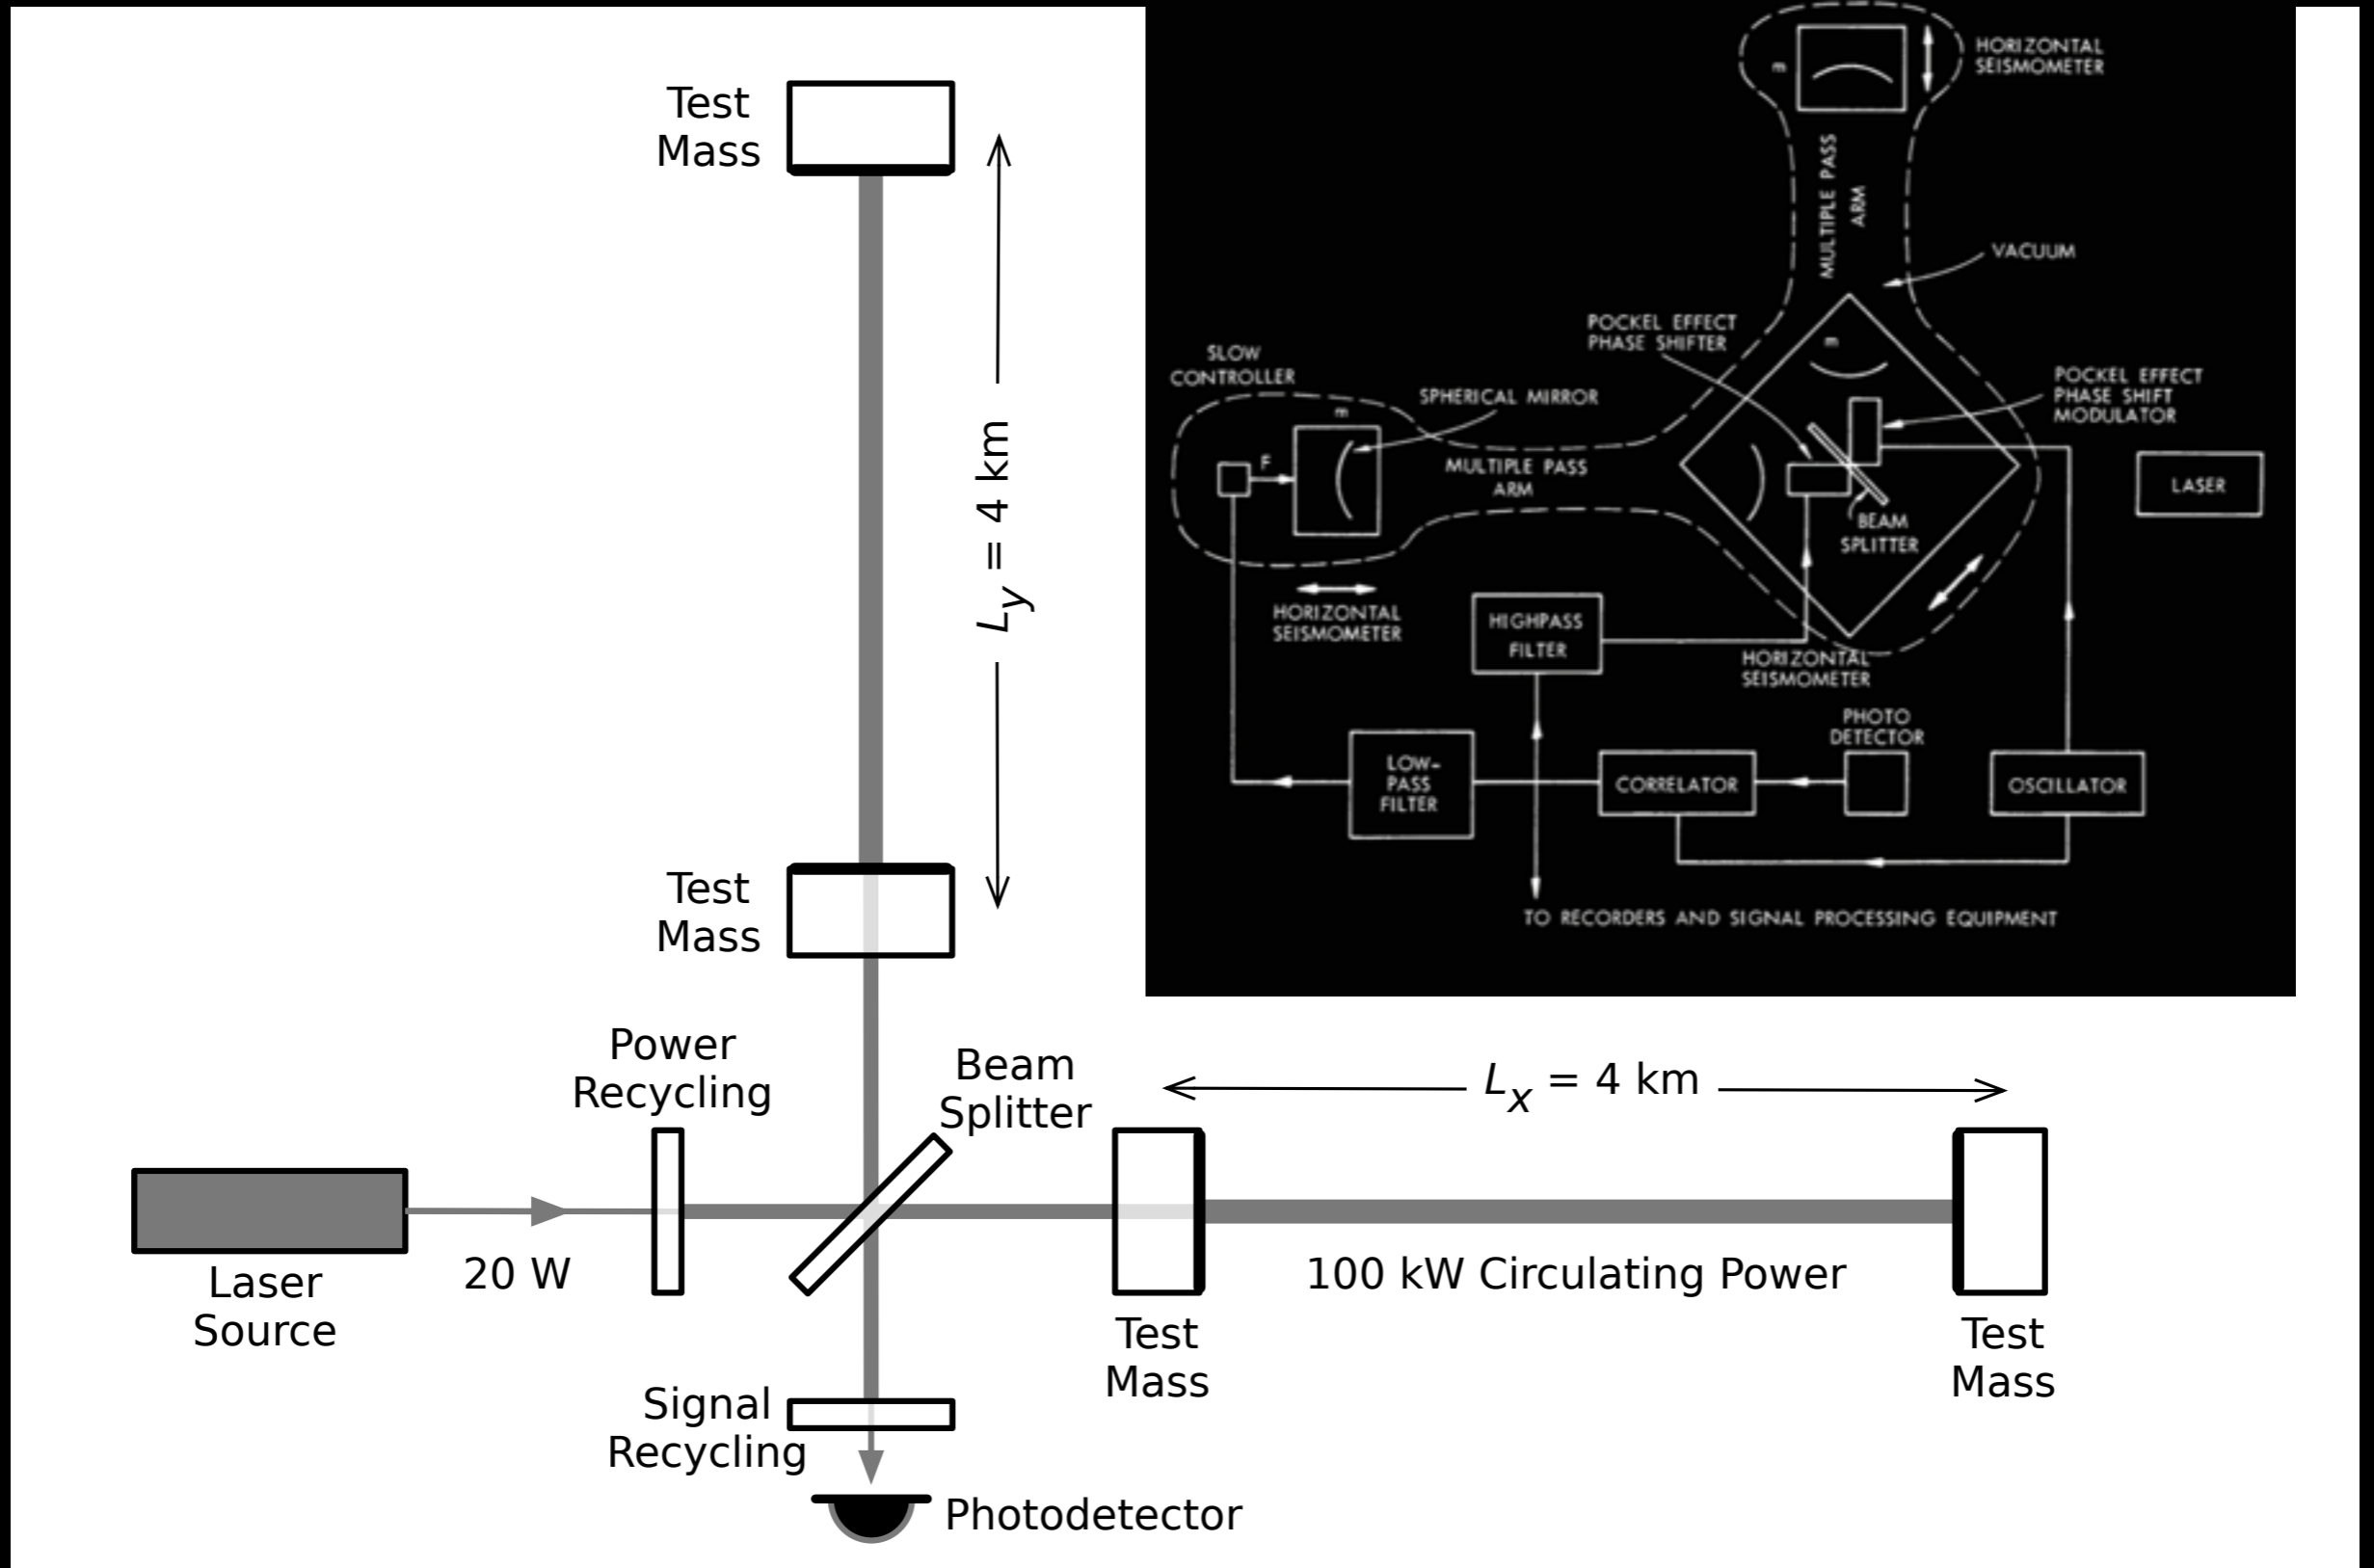 Test
Mass
Ly = 4 km
Test
Mass
Power
Recycling
Beam
Splitter
Lx = 4 km
Laser
Source
20 W
100 kW Circulating Power
Test
Mass
Test
Mass
Signal
Recycling
Photodetector
HORIZONTAL
SEISMOMETER
m
MULTIPLE PASS
ARM
VACUUM
POCKEL EFFECT
PHASE SHIFTER
m
SLOW
CONTROLLER
SPHERICAL MIRROR
m
POCKEL EFFECT
PHASE SHIFT
MODULATOR
F
MULTIPLE PASS
ARM
LASER
BEAM
SPLITTER
HORIZONTAL
SEISMOMETER
HIGHPASS
FILTER
HORIZONTAL
SEISMOMETER
PHOTO
DETECTOR
LOW-
PASS
FILTER
CORRELATOR
OSCILLATOR
TO RECORDERS AND SIGNAL PROCESSING EQUIPMENT